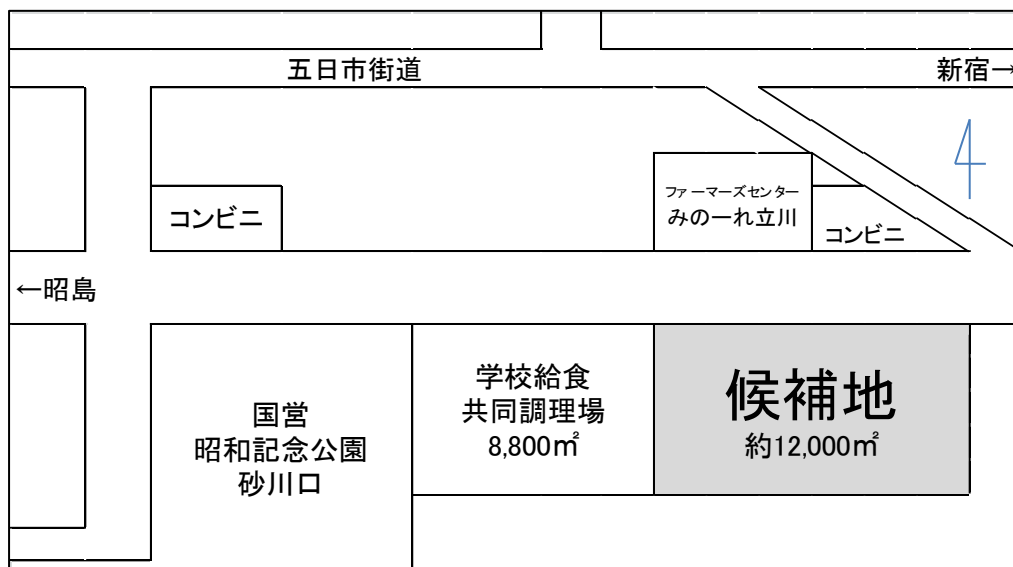 五日市街道
新宿→
ファーマーズセンター
みのーれ立川
コンビニ
コンビニ
←昭島
国営
昭和記念公園
砂川口
学校給食
共同調理場
8,800㎡
候補地
約12,000㎡